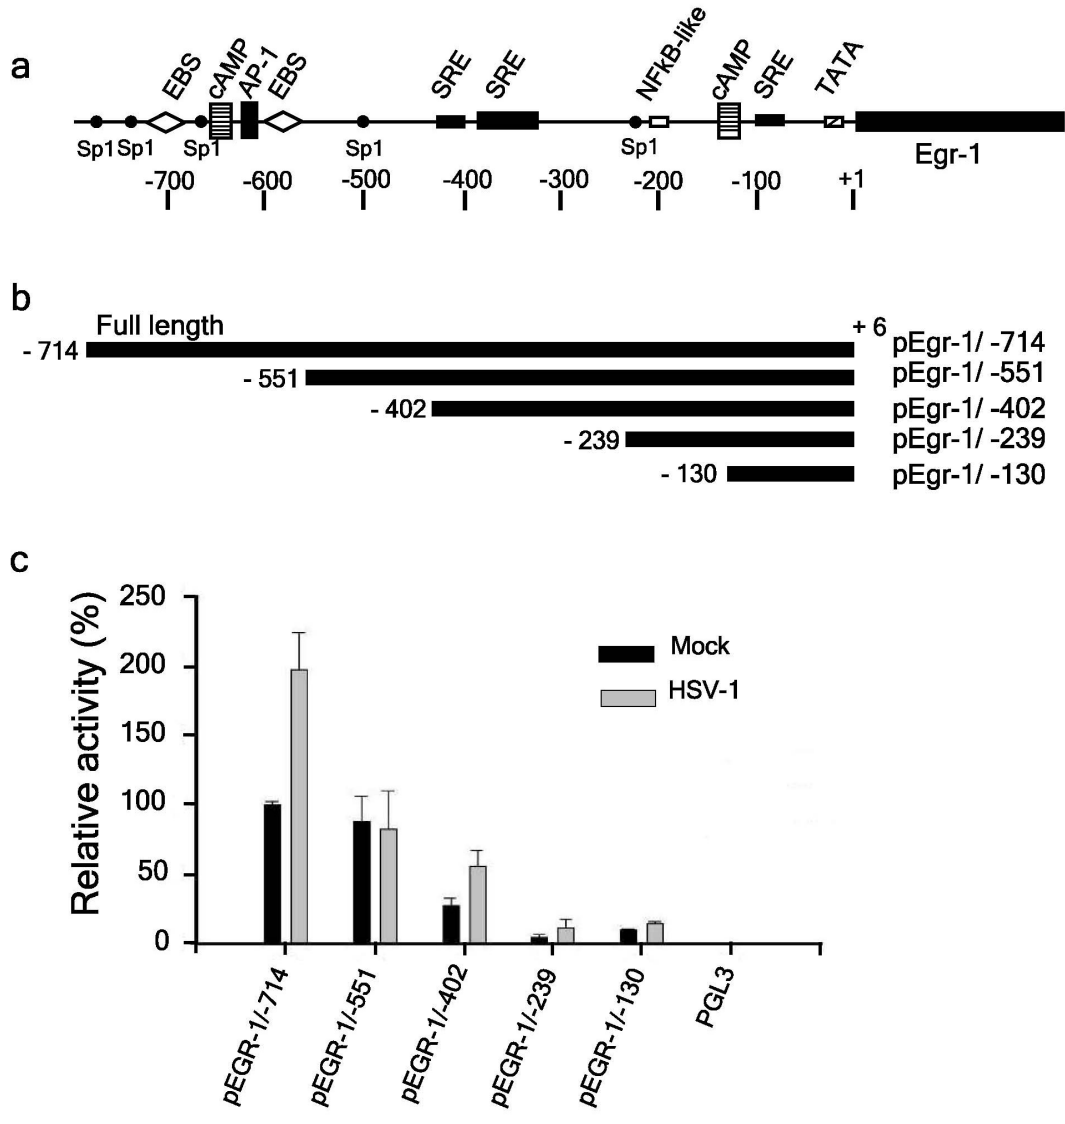 a
EBS cAMP AP-1 EBS SRE SRE NFkB-like cAMP SRE TATA
Sp1 Sp1 Sp1 Sp1 Sp1 Egr-1
-700 -600 -500 -400 -300 -200 -100 +1
b
Full length + 6
- 714 pEgr-1/ -714
- 551 pEgr-1/ -551
- 402 pEgr-1/ -402
- 239 pEgr-1/ -239
- 130 pEgr-1/ -130
c
Relative activity (%)
250
200
150
100
50
0
Mock
HSV-1
pEGR-1/-714 pEGR-1/-551 pEGR-1/-402 pEGR-1/-239 pEGR-1/-130 PGL3